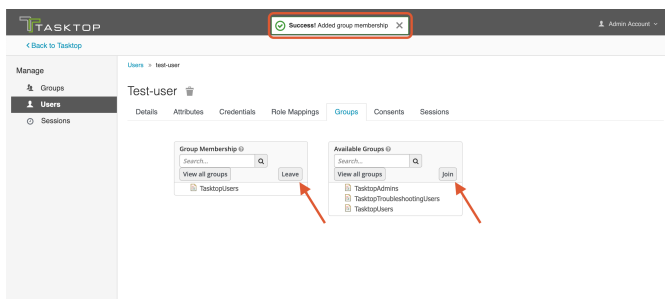 TASKTOP
Success! Added group membership
Admin Account
< Back to Tasktop
Manage
Groups
Users
Sessions
Users » test-user
Test-user
Details Attributes Credentials Role Mappings Groups Consents Sessions
Group Membership
Search...
View all groups Leave
TasktopUsers
Available Groups
Search...
View all groups Join
TasktopAdmins
TasktopTroubleshootingUsers
TasktopUsers